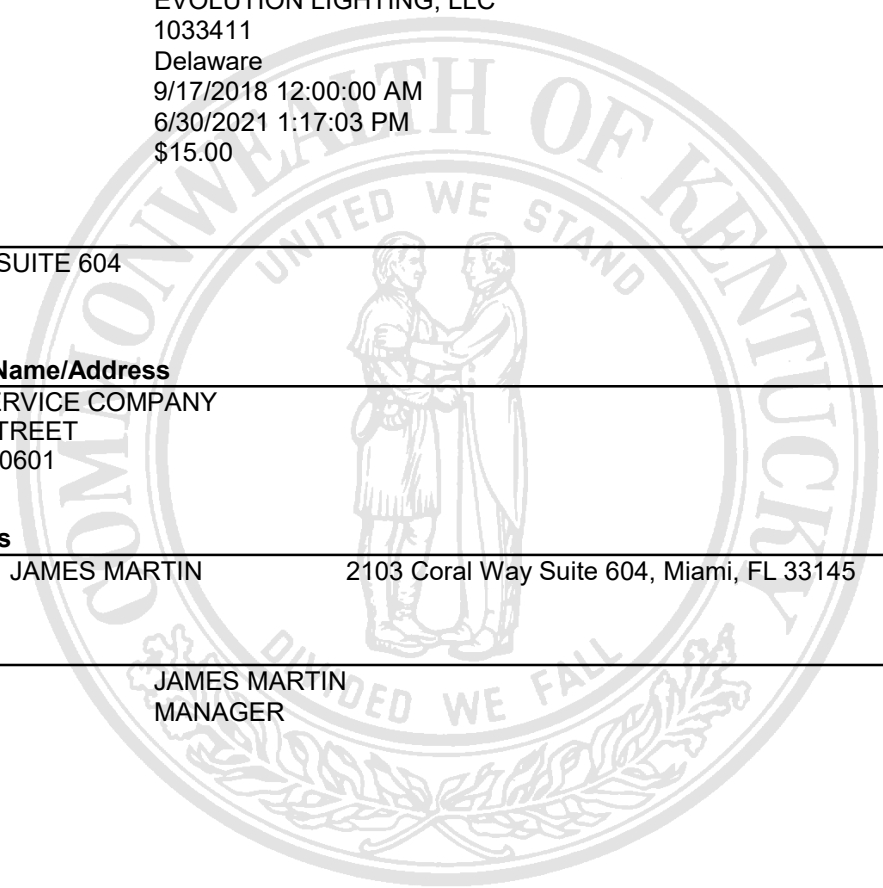 EVOLUTION LIGHTING, LLC
1033411
Delaware
9/17/2018 12:00:00 AM
6/30/2021 1:17:03 PM
$15.00
SUITE 604
Name/Address
ERVICE COMPANY
TREET
0601
s
JAMES MARTIN 2103 Coral Way Suite 604, Miami, FL 33145
JAMES MARTIN
MANAGER
COMMONWEALTH OF KENTUCKY
UNITED WE STAND
DIVIDED WE FALL